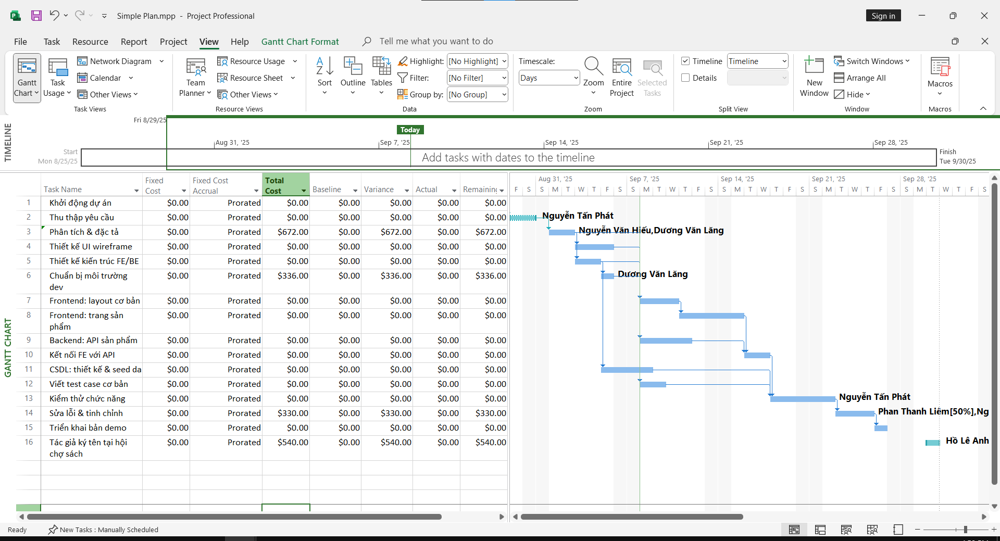 Simple Plan.mpp - Project Professional
Sign in
File Task Resource Report Project View Help Gantt Chart Format Tell me what you want to do
Gantt Chart
Task Usage
Network Diagram
Calendar
Other Views
Task Views
Team Planner
Resource Usage
Resource Sheet
Other Views
Resource Views
Sort
Outline
Tables
Highlight: [No Highlight]
Filter: [No Filter]
Group by: [No Group]
Data
Timescale:
Days
Zoom
Entire Project
Selected Tasks
Zoom
Timeline Timeline
Details
Split View
New Window
Switch Windows
Arrange All
Hide
Window
Macros
Macros
TIMELINE
Fri 8/29/25
Today
Aug 31, '25 Sep 7, '25 Sep 14, '25 Sep 21, '25 Sep 28, '25
Start
Mon 8/25/25
Add tasks with dates to the timeline
Finish
Tue 9/30/25
GANTT CHART
Task Name Fixed Cost Fixed Cost Accrual Total Cost Baseline Variance Actual Remaining
1 Khởi động dự án $0.00 Prorated $0.00 $0.00 $0.00 $0.00 $0.00
2 Thu thập yêu cầu $0.00 Prorated $0.00 $0.00 $0.00 $0.00 $0.00
3 Phân tích & đặc tả $0.00 Prorated $672.00 $0.00 $672.00 $0.00 $672.00
4 Thiết kế UI wireframe $0.00 Prorated $0.00 $0.00 $0.00 $0.00 $0.00
5 Thiết kế kiến trúc FE/BE $0.00 Prorated $0.00 $0.00 $0.00 $0.00 $0.00
6 Chuẩn bị môi trường dev $0.00 Prorated $336.00 $0.00 $336.00 $0.00 $336.00
7 Frontend: layout cơ bản $0.00 Prorated $0.00 $0.00 $0.00 $0.00 $0.00
8 Frontend: trang sản phẩm $0.00 Prorated $0.00 $0.00 $0.00 $0.00 $0.00
9 Backend: API sản phẩm $0.00 Prorated $0.00 $0.00 $0.00 $0.00 $0.00
10 Kết nối FE với API $0.00 Prorated $0.00 $0.00 $0.00 $0.00 $0.00
11 CSDL: thiết kế & seed da $0.00 Prorated $0.00 $0.00 $0.00 $0.00 $0.00
12 Viết test case cơ bản $0.00 Prorated $0.00 $0.00 $0.00 $0.00 $0.00
13 Kiểm thử chức năng $0.00 Prorated $0.00 $0.00 $0.00 $0.00 $0.00
14 Sửa lỗi & tinh chỉnh $0.00 Prorated $330.00 $0.00 $330.00 $0.00 $330.00
15 Triển khai bản demo $0.00 Prorated $0.00 $0.00 $0.00 $0.00 $0.00
16 Tác giả ký tên tại hội chợ sách $0.00 Prorated $540.00 $0.00 $540.00 $0.00 $540.00
Aug 31, '25 Sep 7, '25 Sep 14, '25 Sep 21, '25 Sep 28, '25
F S S M T W T F S S M T W T F S S M T W T F S S M T W T F S S M T W T F S
Nguyễn Tấn Phát
Nguyễn Văn Hiếu,Dương Văn Lăng
Dương Văn Lăng
Nguyễn Tấn Phát
Phan Thanh Liêm[50%],Ng
Hồ Lê Anh
Ready New Tasks : Manually Scheduled